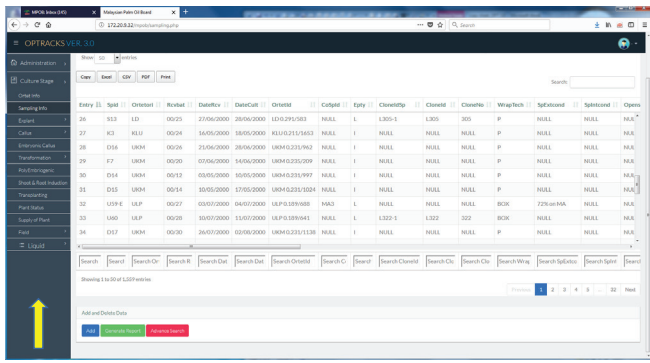 MPOB: Inbox (345)
Malaysian Palm Oil Board
172.20.9.32/mpob/sampling.php
Search
OPTRACKS VER. 3.0
Administration
Culture Stage
Ortet Info
Sampling Info
Explant
Callus
Embryonic Callus
Transformation
PolyEmbriogenic
Shoot & Root Induction
Transplanting
Plant Status
Supply of Plant
Field
Liquid
Show 10 entries
Copy Excel CSV PDF Print
Search:
Entry SpId Ortetori Rcvbat DateRcv DateCult OrtetId CoSpId Epty CloneIdSp CloneId CloneNo WrapTech SpExtcond SpIntcond Opens
26 S13 LD 00/25 27/06/2000 28/06/2000 LD 0.291/583 NULL L L305-1 L305 305 P NULL NULL NUL
27 K3 KLU 00/24 16/05/2000 18/05/2000 KLU 0.211/1653 NULL I NULL NULL NULL P NULL NULL NUL
28 D16 UKM 00/26 21/06/2000 28/06/2000 UKM 0.231/962 NULL I NULL NULL NULL P NULL NULL NUL
29 F7 UKM 00/20 07/06/2000 14/06/2000 UKM 0.235/209 NULL I NULL NULL NULL P NULL NULL NUL
30 D14 UKM 00/12 03/05/2000 10/05/2000 UKM 0.231/997 NULL I NULL NULL NULL P NULL NULL NUL
31 D15 UKM 00/14 10/05/2000 17/05/2000 UKM 0.231/1024 NULL I NULL NULL NULL P NULL NULL NUL
32 U59-E ULP 00/27 03/07/2000 04/07/2000 ULP 0.189/688 MA3 L NULL NULL NULL BOX 72% on MA NULL NUL
33 U60 ULP 00/28 10/07/2000 11/07/2000 ULP 0.189/641 NULL L L322-1 L322 322 BOX NULL NULL NUL
34 D17 UKM 00/30 26/07/2000 02/08/2000 UKM 0.231/1138 NULL I NULL NULL NULL P NULL NULL NUL
Search Search Search Or Search R Search Dat Search Dat Search OrtetId Search C Search Search CloneId Search Clo Search Clo Search Wrap Search SpExtco Search SpInt Search
Showing 1 to 50 of 1,559 entries
Previous 1 2 3 4 5 ... 32 Next
Add and Delete Data
Add Generate Report Advance Search